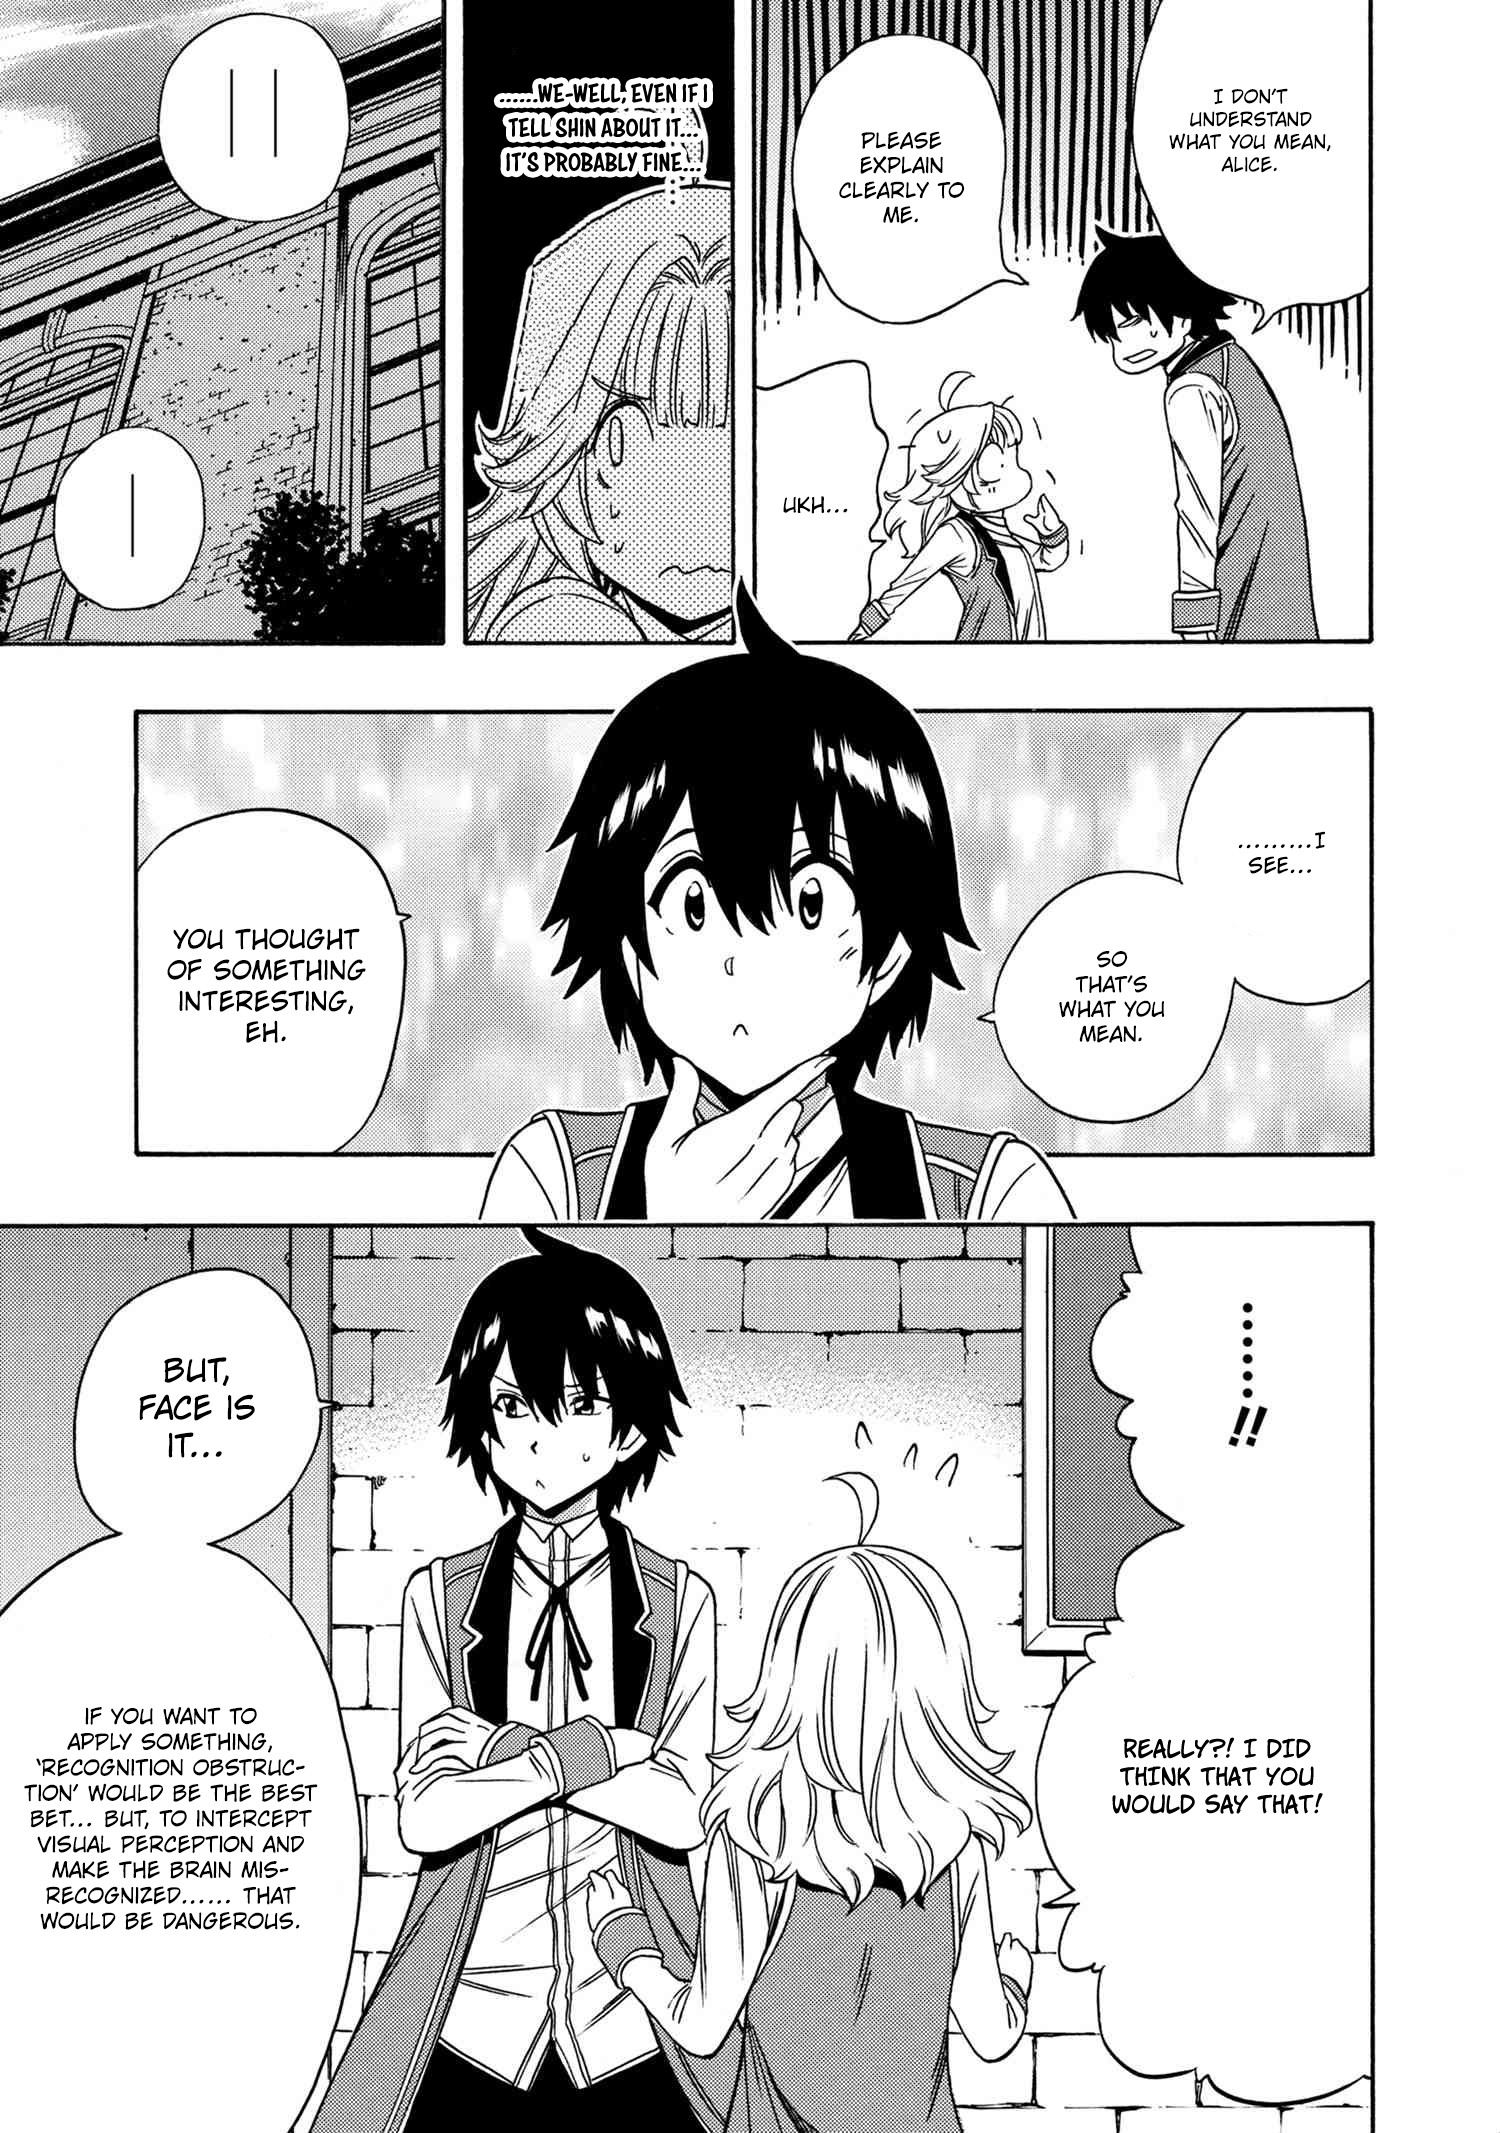 I DON'T
UNDERSTAND
WHAT YOU MEAN,
ALICE.
PLEASE
EXPLAIN
CLEARLY TO
ME.
UKH...
......WE-WELL, EVEN IF I
TELL SHIN ABOUT IT...
IT'S PROBABLY FINE...
.........I
SEE...
SO
THAT'S
WHAT YOU
MEAN.
YOU THOUGHT
OF SOMETHING
INTERESTING,
EH.
........!!
REALLY?! I DID
THINK THAT YOU
WOULD SAY THAT!
BUT,
FACE IS
IT...
IF YOU WANT TO
APPLY SOMETHING,
'RECOGNITION OBSTRUC-
TION' WOULD BE THE BEST
BET... BUT, TO INTERCEPT
VISUAL PERCEPTION AND
MAKE THE BRAIN MIS-
RECOGNIZED...... THAT
WOULD BE DANGEROUS.